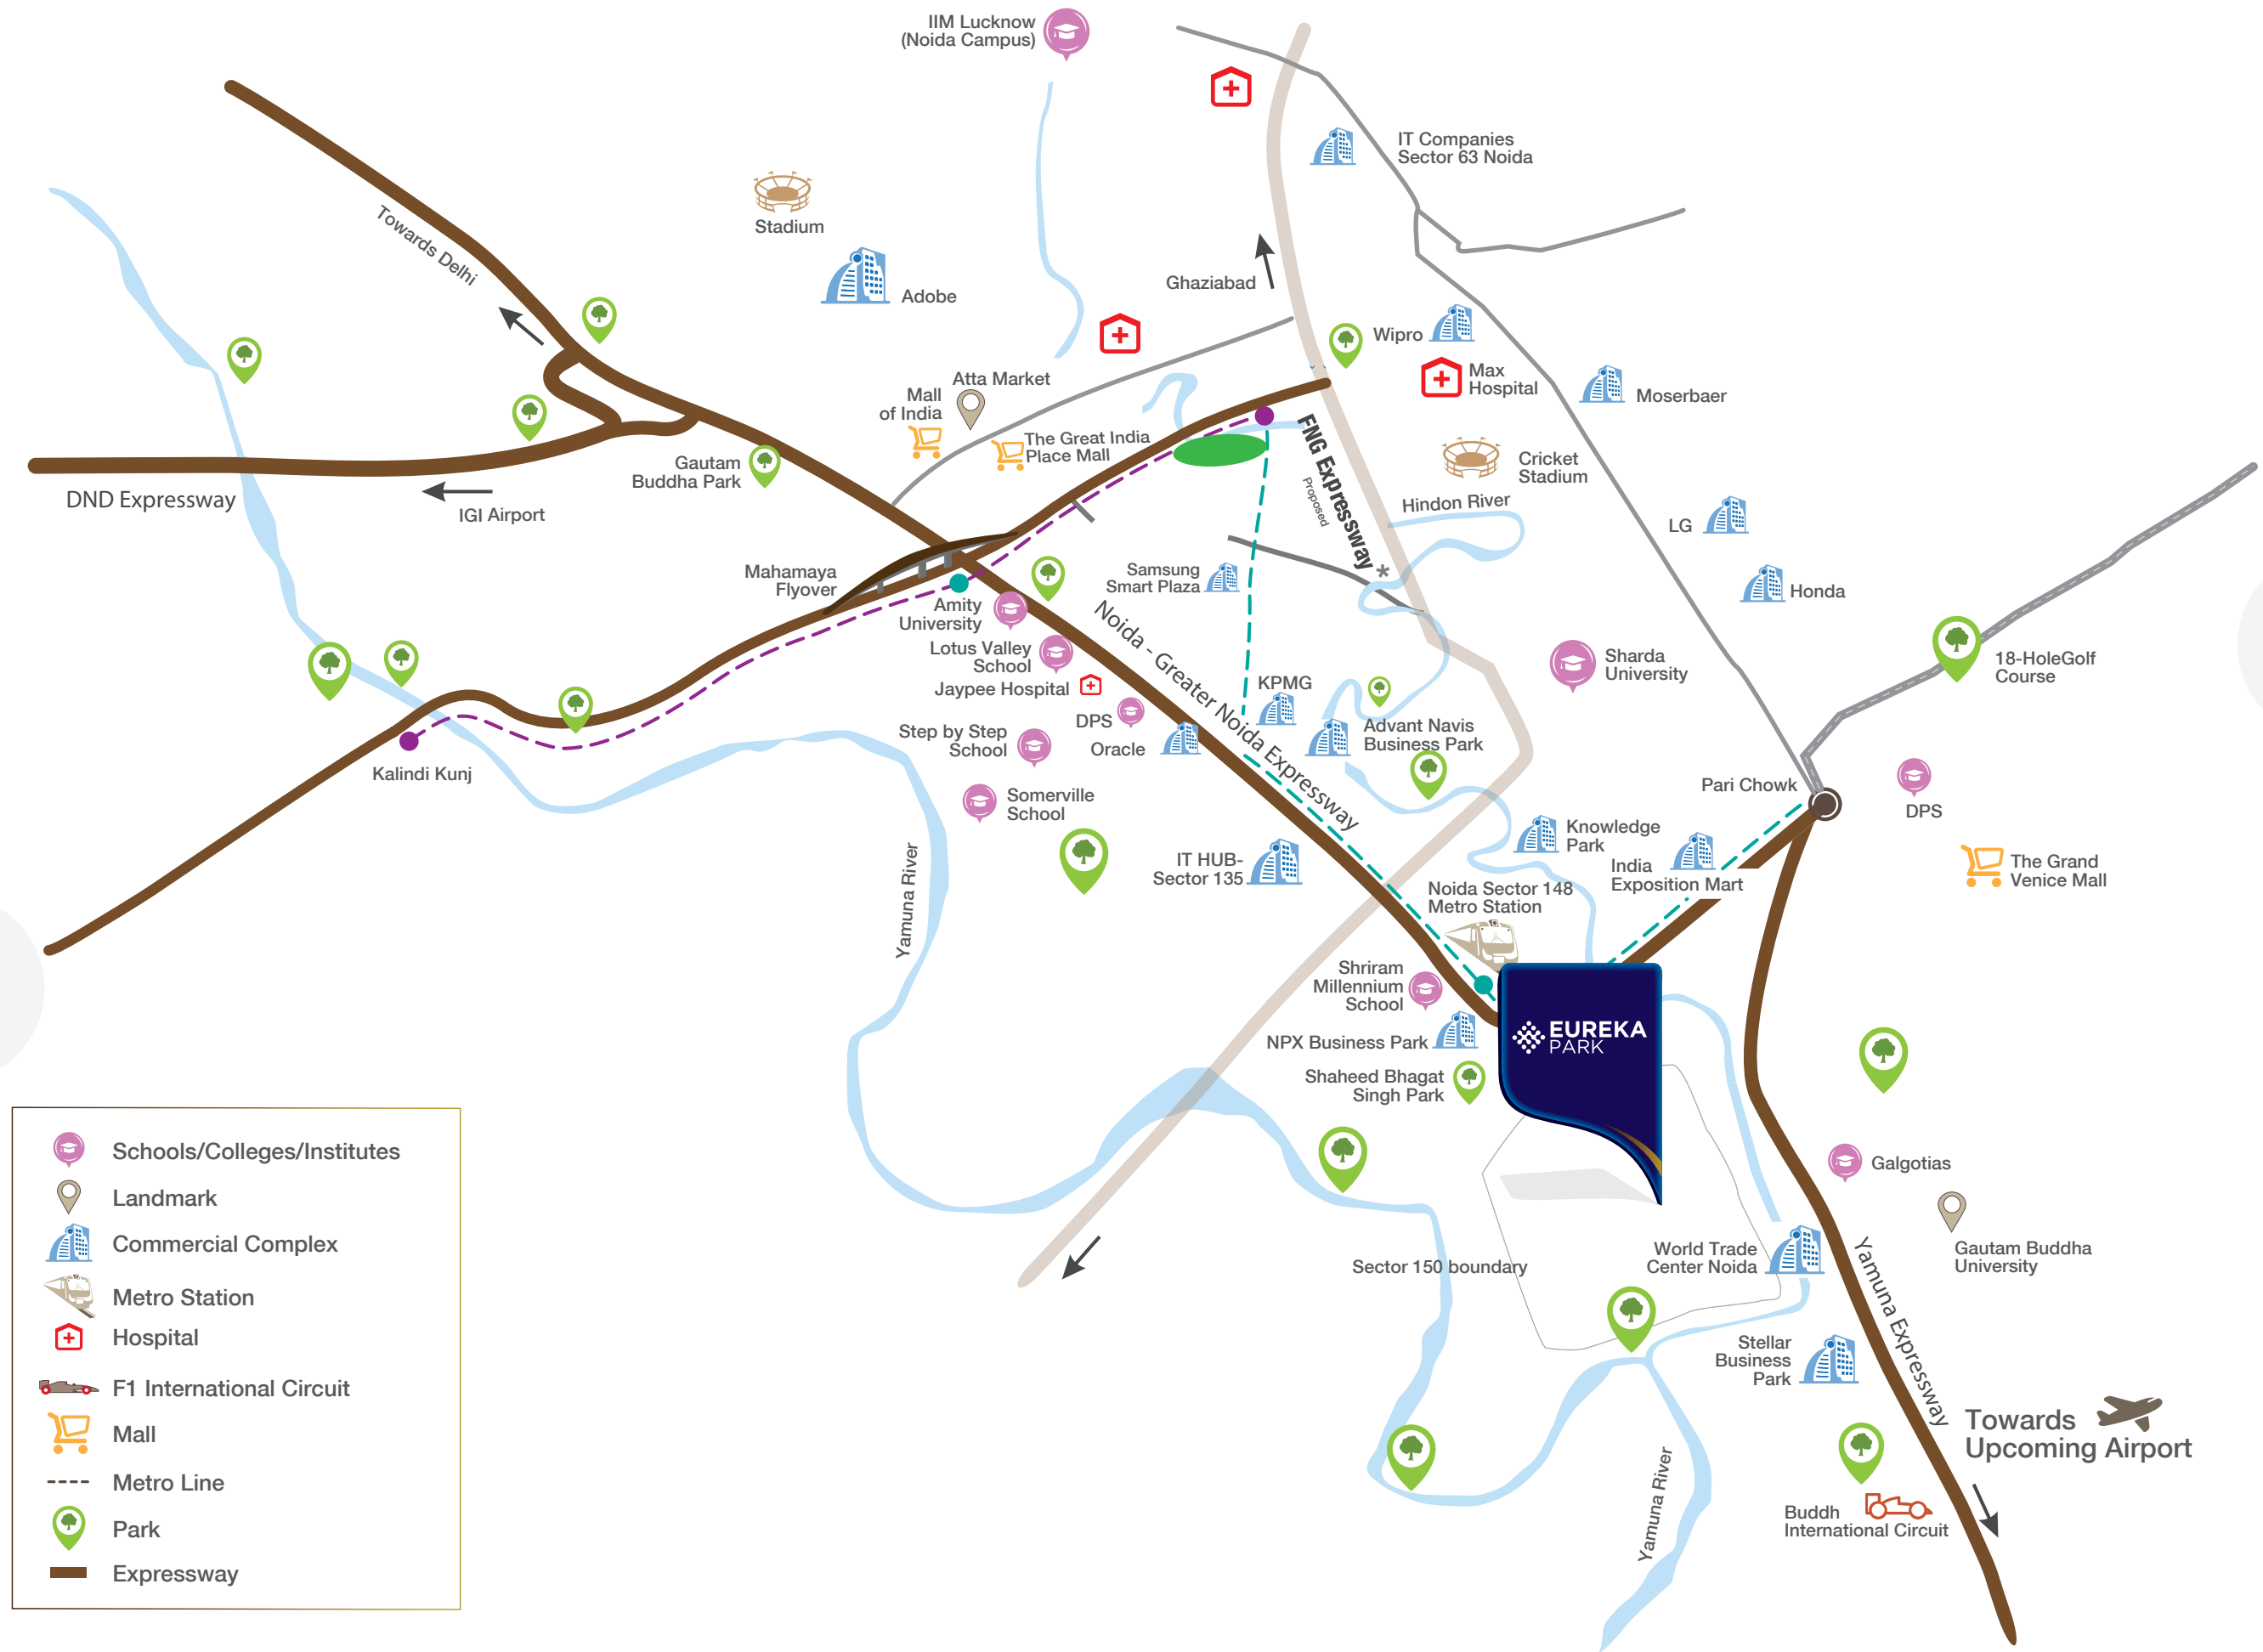 IIM Lucknow
(Noida Campus)
IT Companies
Sector 63 Noida
Towards Delhi
Stadium
Adobe
Ghaziabad
Wipro
Max
Hospital
Moserbaer
Atta Market
Mall
of India
The Great India
Place Mall
Gautam
Buddha Park
DND Expressway
IGI Airport
FNG Expressway
Proposed
*
Cricket
Stadium
Hindon River
LG
Honda
Mahamaya
Flyover
Samsung
Smart Plaza
Amity
University
Lotus Valley
School
Jaypee Hospital
DPS
Oracle
Step by Step
School
Somerville
School
Noida - Greater Noida Expressway
KPMG
Advant Navis
Business Park
Sharda
University
18-HoleGolf
Course
Kalindi Kunj
Pari Chowk
DPS
Yamuna River
IT HUB-
Sector 135
Knowledge
Park
India
Exposition Mart
The Grand
Venice Mall
Noida Sector 148
Metro Station
Shriram
Millennium
School
NPX Business Park
Shaheed Bhagat
Singh Park
EUREKA
PARK
Galgotias
Gautam Buddha
University
Sector 150 boundary
World Trade
Center Noida
Yamuna Expressway
Stellar
Business
Park
Towards
Upcoming Airport
Yamuna River
Buddh
International Circuit
Schools/Colleges/Institutes
Landmark
Commercial Complex
Metro Station
Hospital
F1 International Circuit
Mall
Metro Line
Park
Expressway